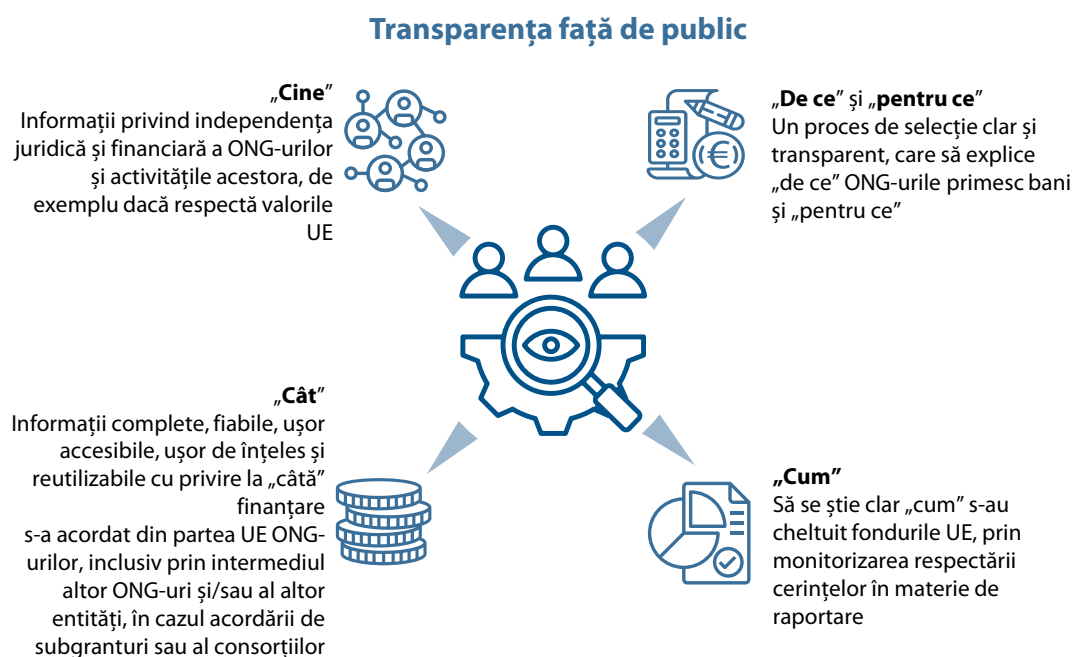 Transparența față de public
„Cine”
Informații privind independența
juridică și financiară a ONG-urilor
și activitățile acestora, de
exemplu dacă respectă valorile
UE
„De ce” și „pentru ce”
Un proces de selecție clar și
transparent, care să explice
„de ce” ONG-urile primesc bani
și „pentru ce”
„Cât”
Informații complete, fiabile, ușor
accesibile, ușor de înțeles și
reutilizabile cu privire la „câtă”
finanțare
s-a acordat din partea UE ONG-
urilor, inclusiv prin intermediul
altor ONG-uri și/sau al altor
entități, în cazul acordării de
subgranturi sau al consorțiilor
„Cum”
Să se știe clar „cum” s-au
cheltuit fondurile UE, prin
monitorizarea respectării
cerințelor în materie de
raportare